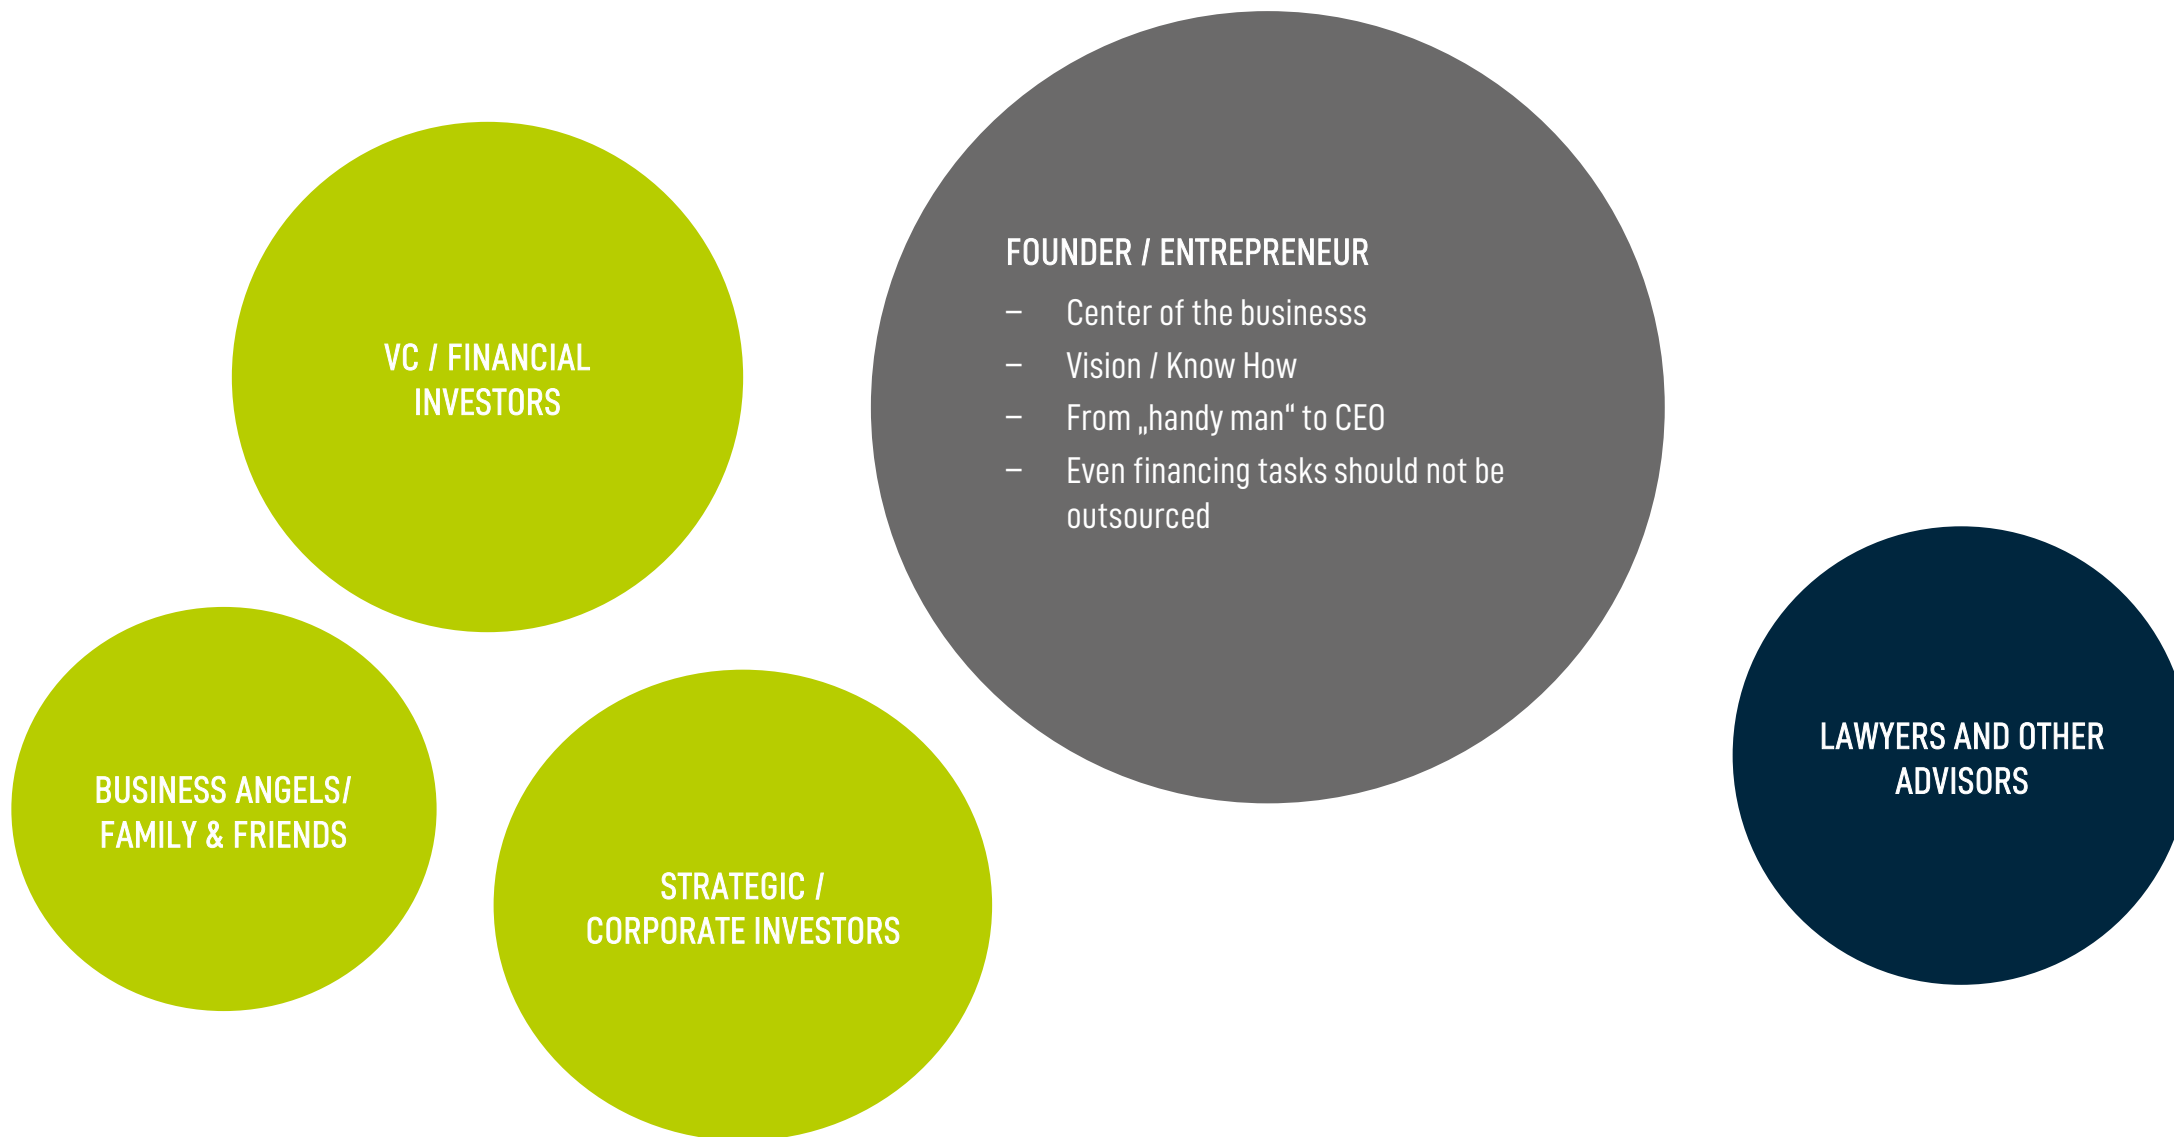 VC / FINANCIAL
INVESTORS
FOUNDER / ENTREPRENEUR
– Center of the businesss
– Vision / Know How
– From „handy man“ to CEO
– Even financing tasks should not be
outsourced
BUSINESS ANGELS/
FAMILY & FRIENDS
STRATEGIC /
CORPORATE INVESTORS
LAWYERS AND OTHER
ADVISORS